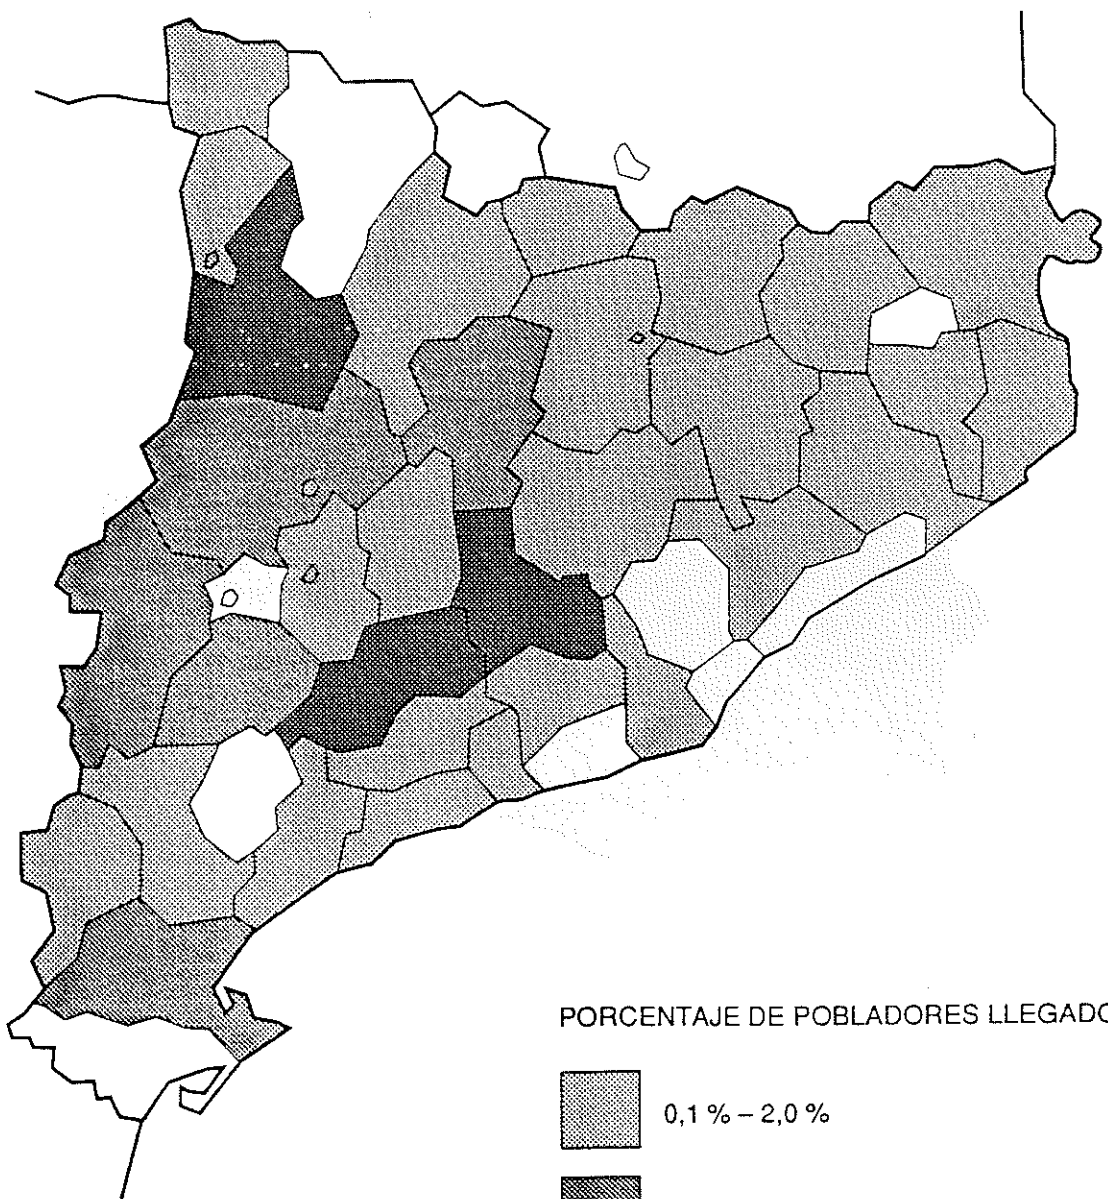 PORCENTAJE DE POBLADORES LLEGADO
0,1 % – 2,0 %